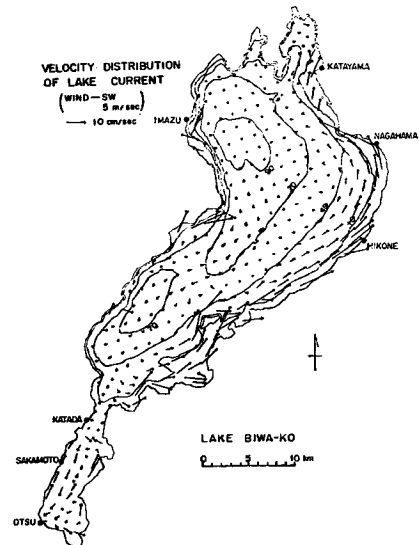 VELOCITY DISTRIBUTION
OF LAKE CURRENT
(WIND—SW
5 m/sec)
→ 10 cm/sec
IMAZU
KATAYAMA
NAGAHAMA
HIKONE
KATADA
SAKAMOTO
OTSU
LAKE BIWA-KO
0 5 10 km